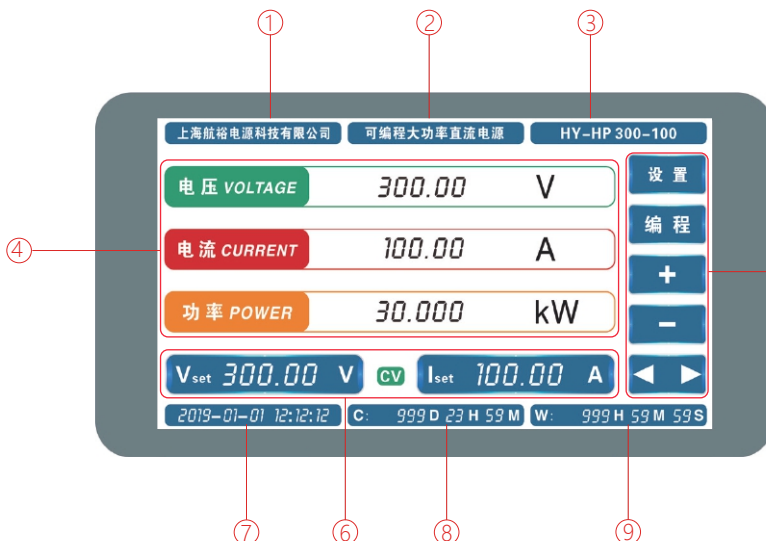 ① ② ③
上海航裕电源科技有限公司 可编程大功率直流电源 HY-HP 300-100
电压 VOLTAGE 300.00 V
设置
编程
④
电流 CURRENT 100.00 A
+
功率 POWER 30.000 kW
−
Vset 300.00 V CV Iset 100.00 A
◀ ▶
2019-01-01 12:12:12 C: 999 D 23 H 59 M W: 999 H 59 M 59 S
⑦ ⑥ ⑧ ⑨